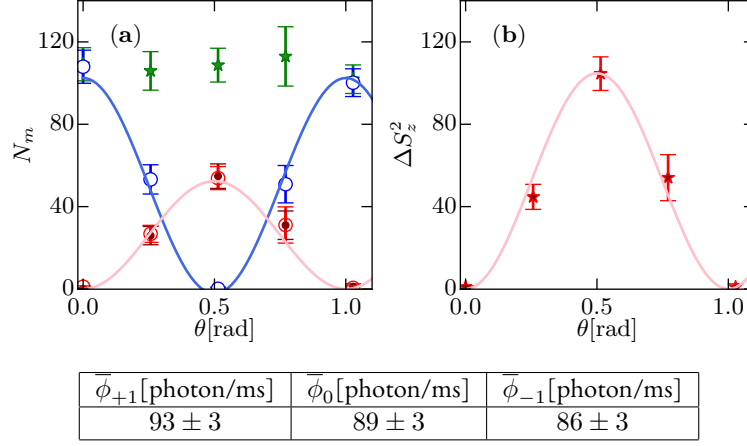 (a)
120
80
40
0
N_m
0.0 0.5 1.0
θ[rad]
(b)
120
80
40
0
ΔS_z^2
0.0 0.5 1.0
θ[rad]
ϕ̅₊₁[photon/ms] ϕ̅₀[photon/ms] ϕ̅₋₁[photon/ms]
93 ± 3 89 ± 3 86 ± 3